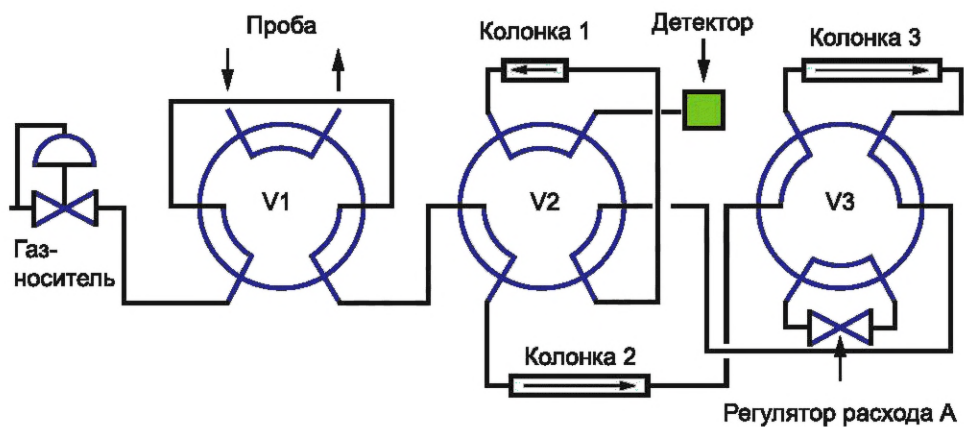 Проба
Колонка 1
Детектор
Колонка 3
V1
V2
V3
Газ-
носитель
Колонка 2
Регулятор расхода А